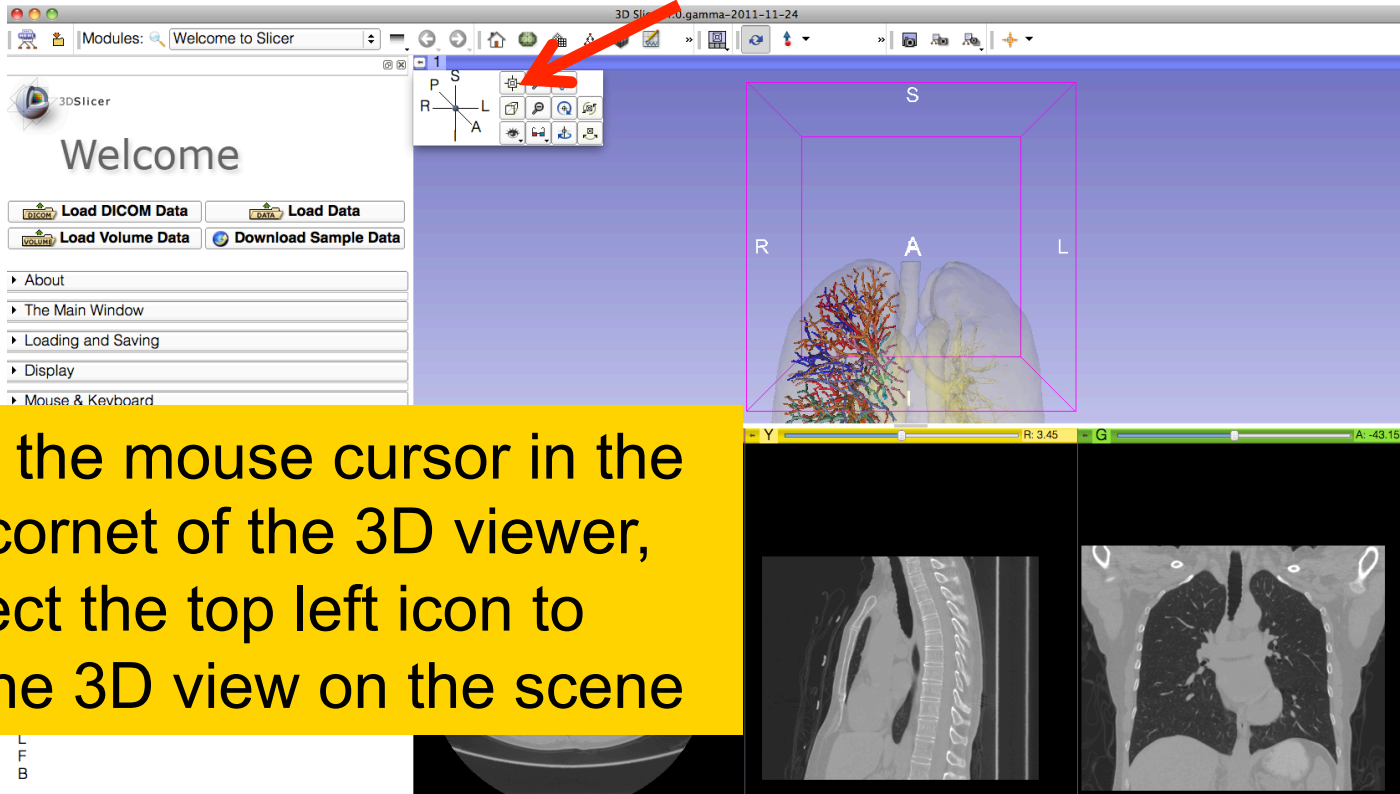 3D Slicer 4.0.gamma-2011-11-24
Modules: Welcome to Slicer
1
S
P
R L
A
I
3DSlicer
Welcome
DICOM Load DICOM Data
DATA Load Data
VOLUME Load Volume Data
Download Sample Data
About
The Main Window
Loading and Saving
Display
Mouse & Keyboard
S
R A L
I
Y R: 3.45
G A: -43.15
the mouse cursor in the
cornet of the 3D viewer,
ect the top left icon to
he 3D view on the scene
L
F
B